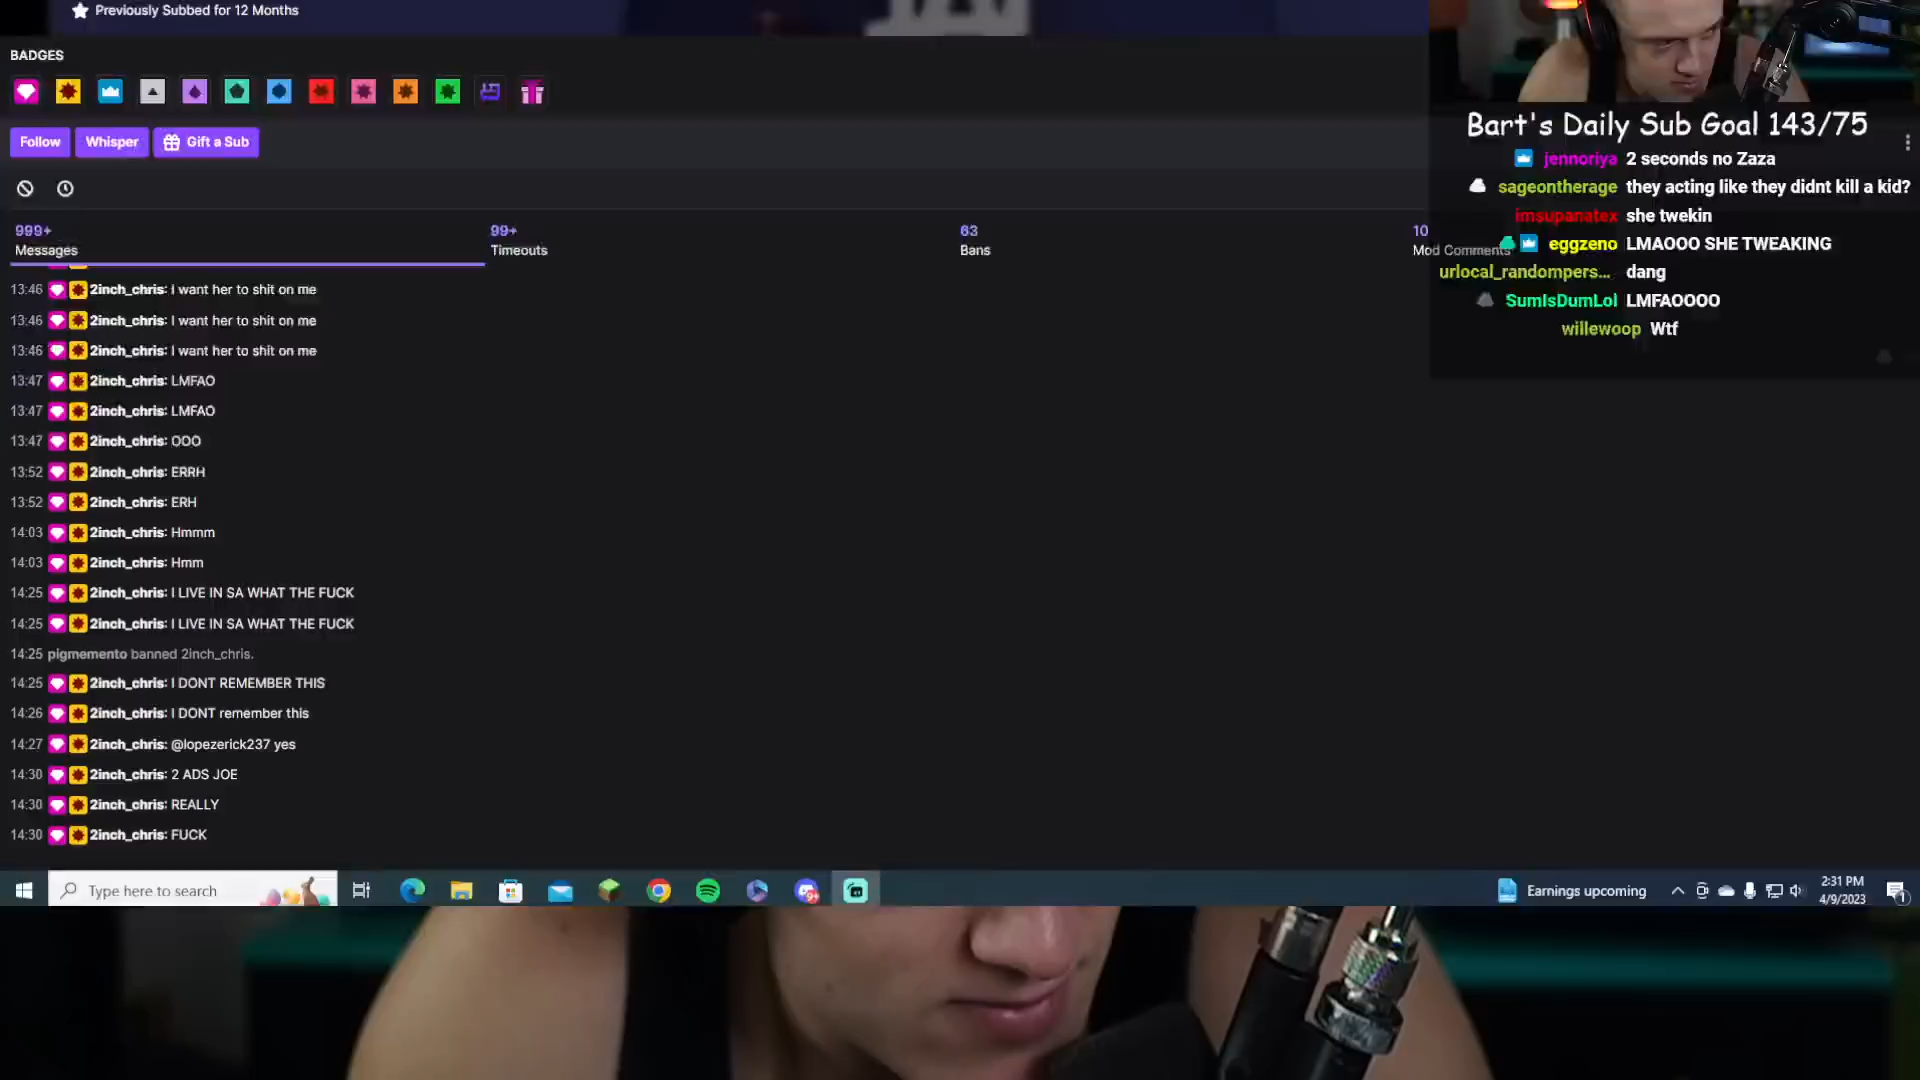 Previously Subbed for 12 Months
BADGES
Follow
Whisper
Gift a Sub
999+
Messages
99+
Timeouts
63
Bans
10
Mod Comments
13:46 2inch_chris: I want her to shit on me
13:46 2inch_chris: I want her to shit on me
13:46 2inch_chris: I want her to shit on me
13:47 2inch_chris: LMFAO
13:47 2inch_chris: LMFAO
13:47 2inch_chris: OOO
13:52 2inch_chris: ERRH
13:52 2inch_chris: ERH
14:03 2inch_chris: Hmmm
14:03 2inch_chris: Hmm
14:25 2inch_chris: I LIVE IN SA WHAT THE FUCK
14:25 2inch_chris: I LIVE IN SA WHAT THE FUCK
14:25 pigmemento banned 2inch_chris.
14:25 2inch_chris: I DONT REMEMBER THIS
14:26 2inch_chris: I DONT remember this
14:27 2inch_chris: @lopezerick237 yes
14:30 2inch_chris: 2 ADS JOE
14:30 2inch_chris: REALLY
14:30 2inch_chris: FUCK
Bart's Daily Sub Goal 143/75
jennoriya 2 seconds no Zaza
sageontherage they acting like they didnt kill a kid?
imsupanatex she twekin
eggzeno LMAOOO SHE TWEAKING
urlocal_randompers... dang
SumIsDumLol LMFAOOOO
willewoop Wtf
Type here to search
Earnings upcoming
2:31 PM
4/9/2023